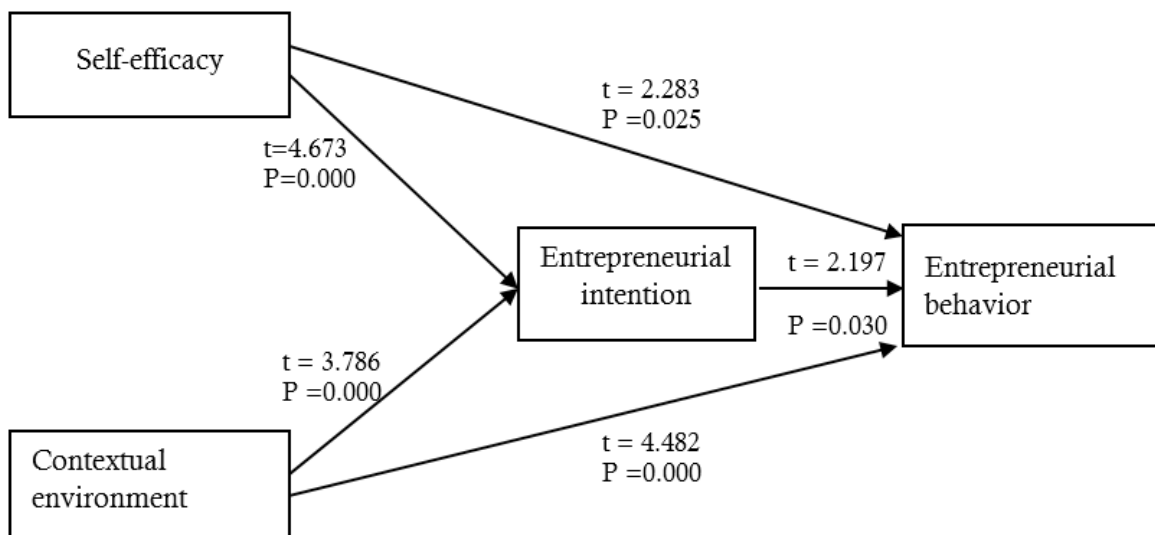 Self-efficacy
t = 2.283
P =0.025
t=4.673
P=0.000
Entrepreneurial
intention
t = 2.197
P =0.030
Entrepreneurial
behavior
t = 3.786
P =0.000
Contextual
environment
t = 4.482
P =0.000